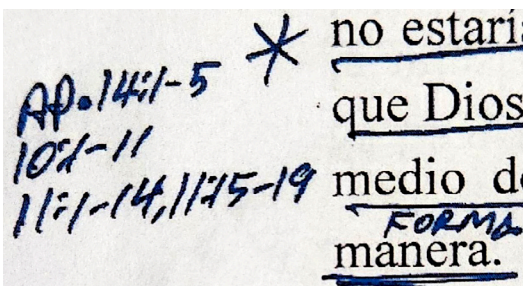 * no estarí
AP. 14:1-5
que Dios
10:1-11
11:1-14, 11:15-19 medio d
FORMA
manera.